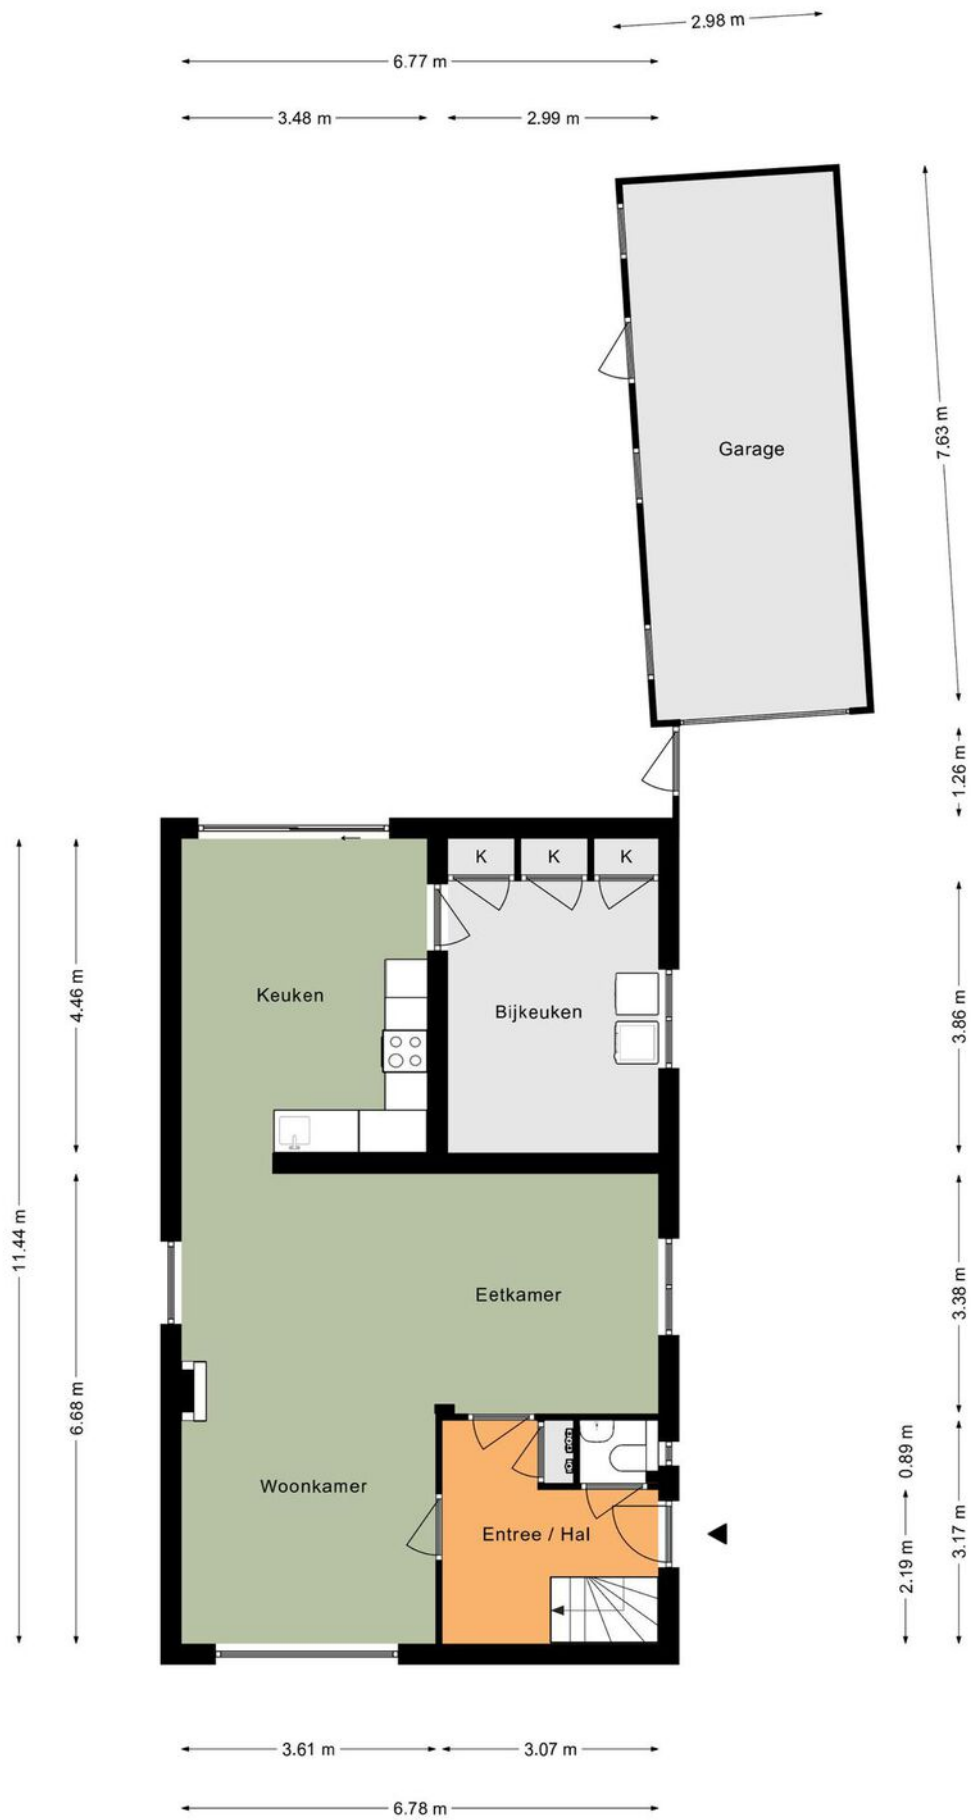 2.98 m
6.77 m
3.48 m
2.99 m
Garage
7.63 m
1.26 m
K K K
Keuken
Bijkeuken
4.46 m
3.86 m
11.44 m
Eetkamer
3.38 m
6.68 m
Woonkamer
Entree / Hal
0.89 m
2.19 m
3.17 m
3.61 m
3.07 m
6.78 m